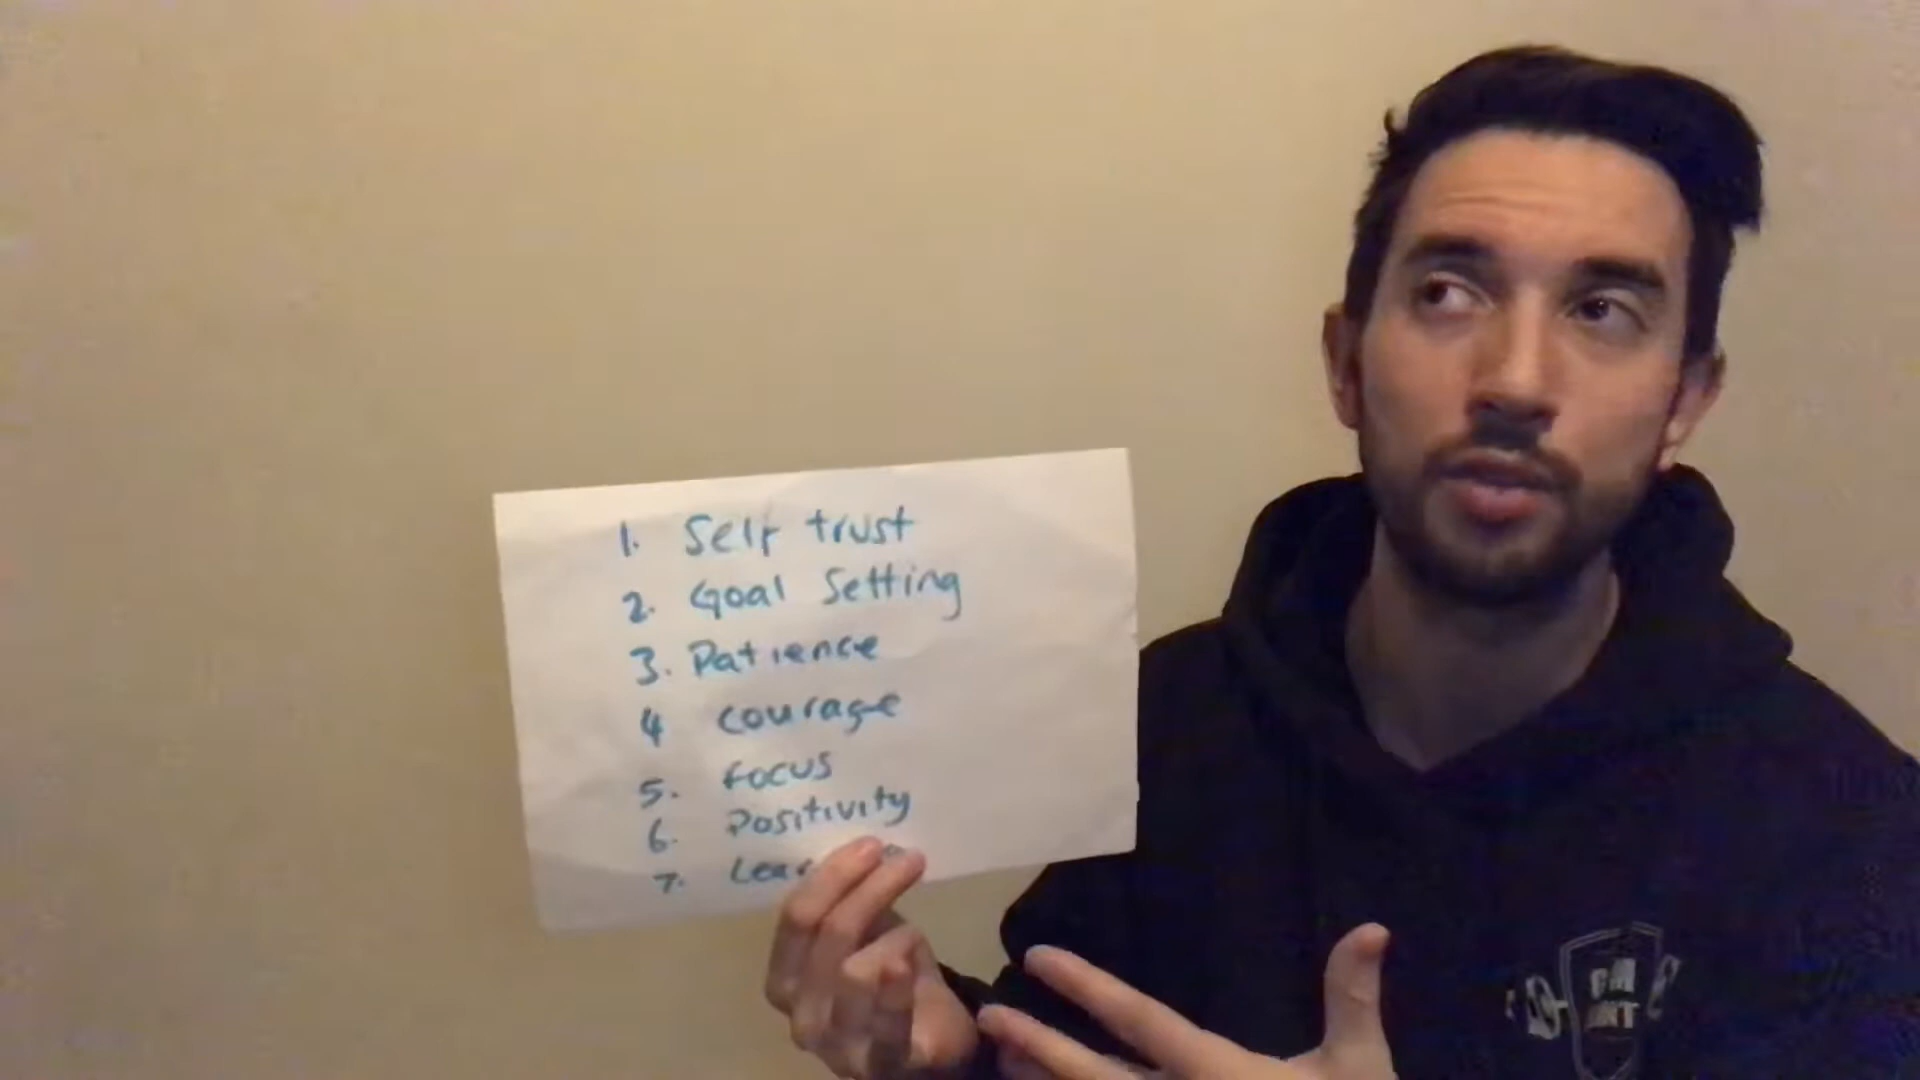 1. Self trust
2. Goal Setting
3. Patience
4 courage
5. focus
6. Positivity
7.